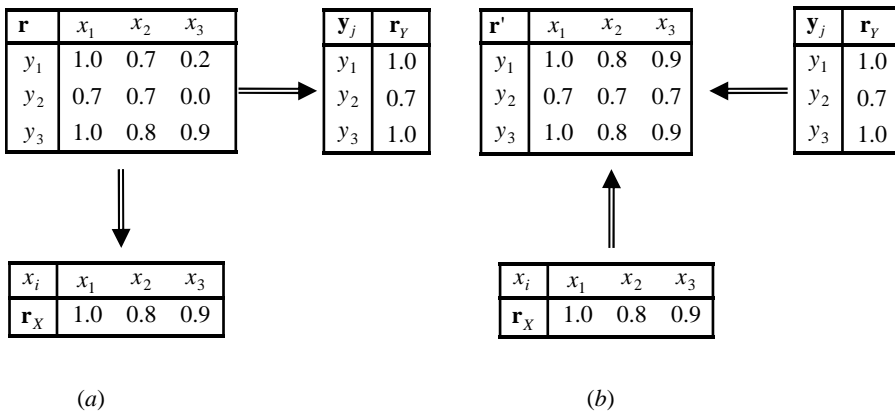 r x₁ x₂ x₃
y₁ 1.0 0.7 0.2
y₂ 0.7 0.7 0.0
y₃ 1.0 0.8 0.9
yⱼ r_Y
y₁ 1.0
y₂ 0.7
y₃ 1.0
xᵢ x₁ x₂ x₃
r_X 1.0 0.8 0.9
(a)
r' x₁ x₂ x₃
y₁ 1.0 0.8 0.9
y₂ 0.7 0.7 0.7
y₃ 1.0 0.8 0.9
yⱼ r_Y
y₁ 1.0
y₂ 0.7
y₃ 1.0
xᵢ x₁ x₂ x₃
r_X 1.0 0.8 0.9
(b)